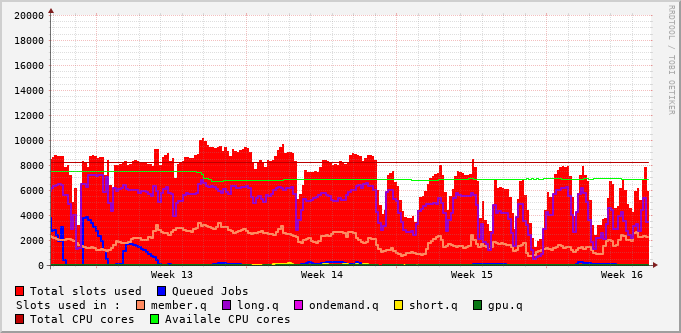 20000
18000
16000
14000
12000
10000
8000
6000
4000
2000
0
Week 13 Week 14 Week 15 Week 16
Total slots used Queued Jobs
Slots used in : member.q long.q ondemand.q short.q gpu.q
Total CPU cores Availale CPU cores
RRDTOOL / TOBI OETIKER